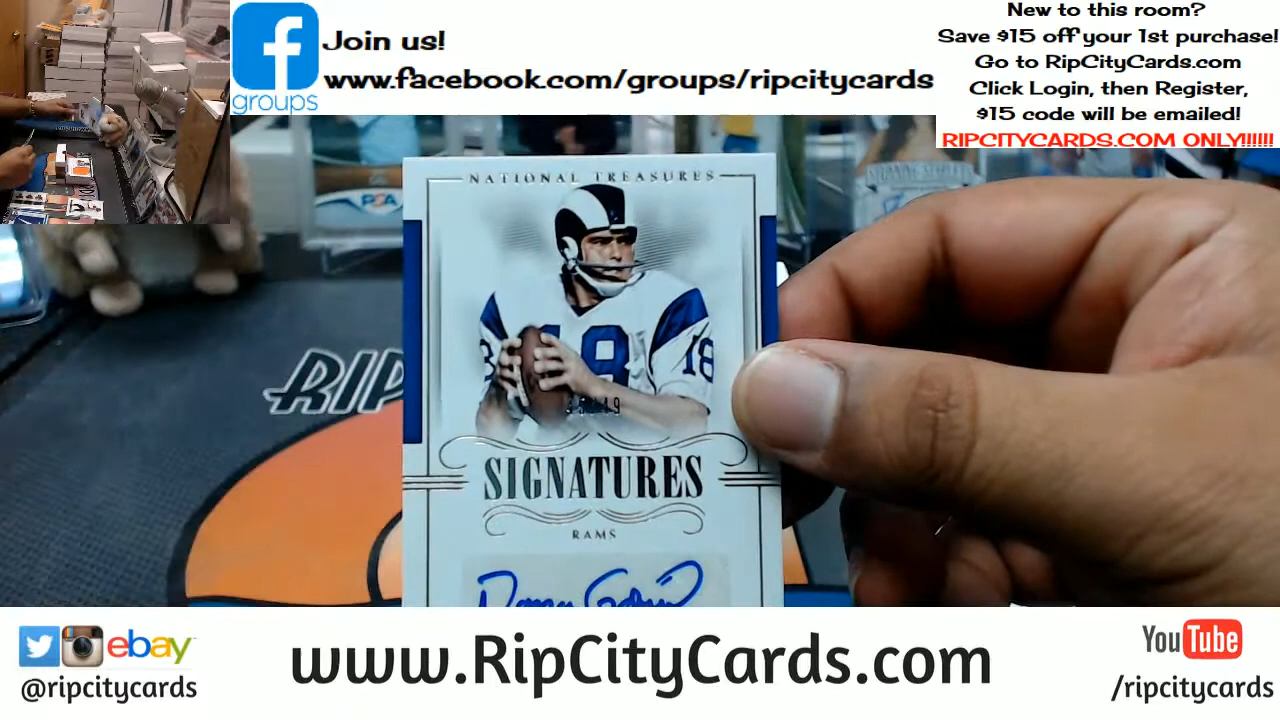 groups
Join us!
www.facebook.com/groups/ripcitycards
New to this room?
Save $15 off your 1st purchase!
Go to RipCityCards.com
Click Login, then Register,
$15 code will be emailed!
RIPCITYCARDS.COM ONLY!!!!!!
PSA
RIP
NATIONAL TREASURES
18
18
SIGNATURES
RAMS
ebay
@ripcitycards
www.RipCityCards.com
YouTube
/ripcitycards